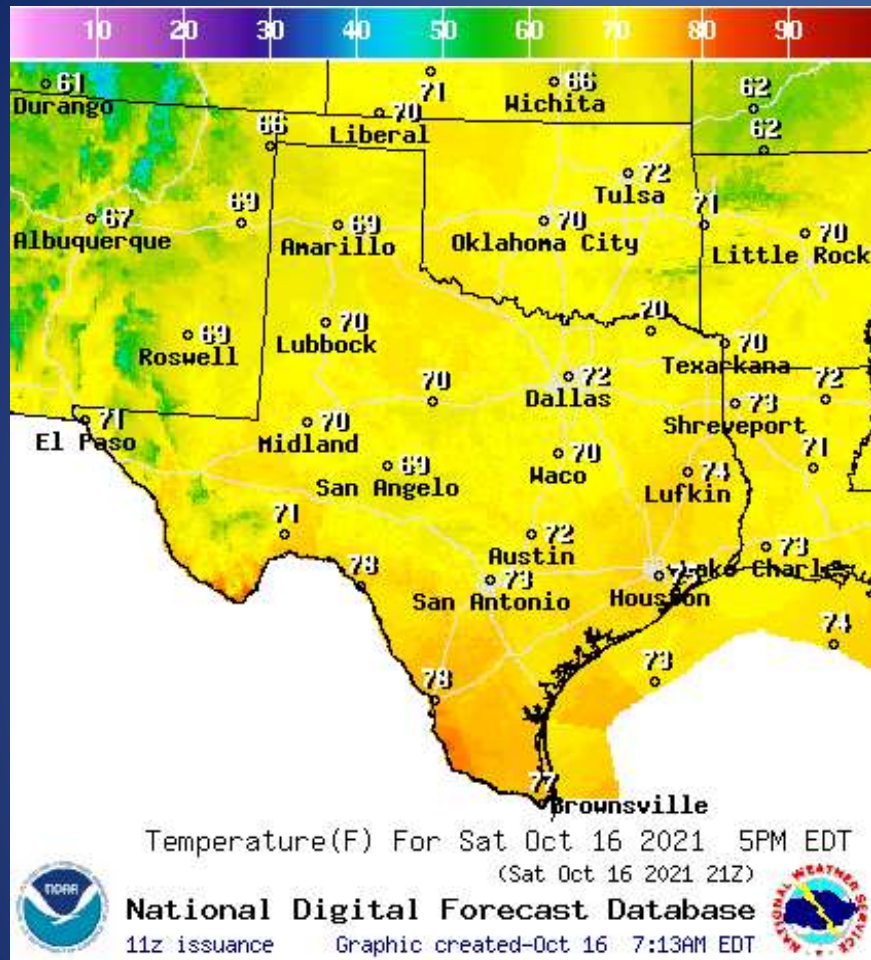 10 20 30 40 50 60 70 80 90
61
Durango
71
66
Wichita
62
70
Liberal
66
62
72
Tulsa
71
67
Albuquerque
69
69
Amarillo
70
Oklahoma City
70
Little Rock
69
Roswell
70
Lubbock
70
70
Texarkana
72
Dallas
72
70
73
Shreveport
71
El Paso
70
Midland
69
San Angelo
70
Waco
74
Lufkin
71
71
72
Austin
73
Lake Charles
78
73
San Antonio
Houston
74
73
78
77
Brownsville
Temperature(F) For Sat Oct 16 2021 5PM EDT
(Sat Oct 16 2021 21Z)
National Digital Forecast Database
11z issuance Graphic created-Oct 16 7:13AM EDT
NOAA
NATIONAL WEATHER SERVICE